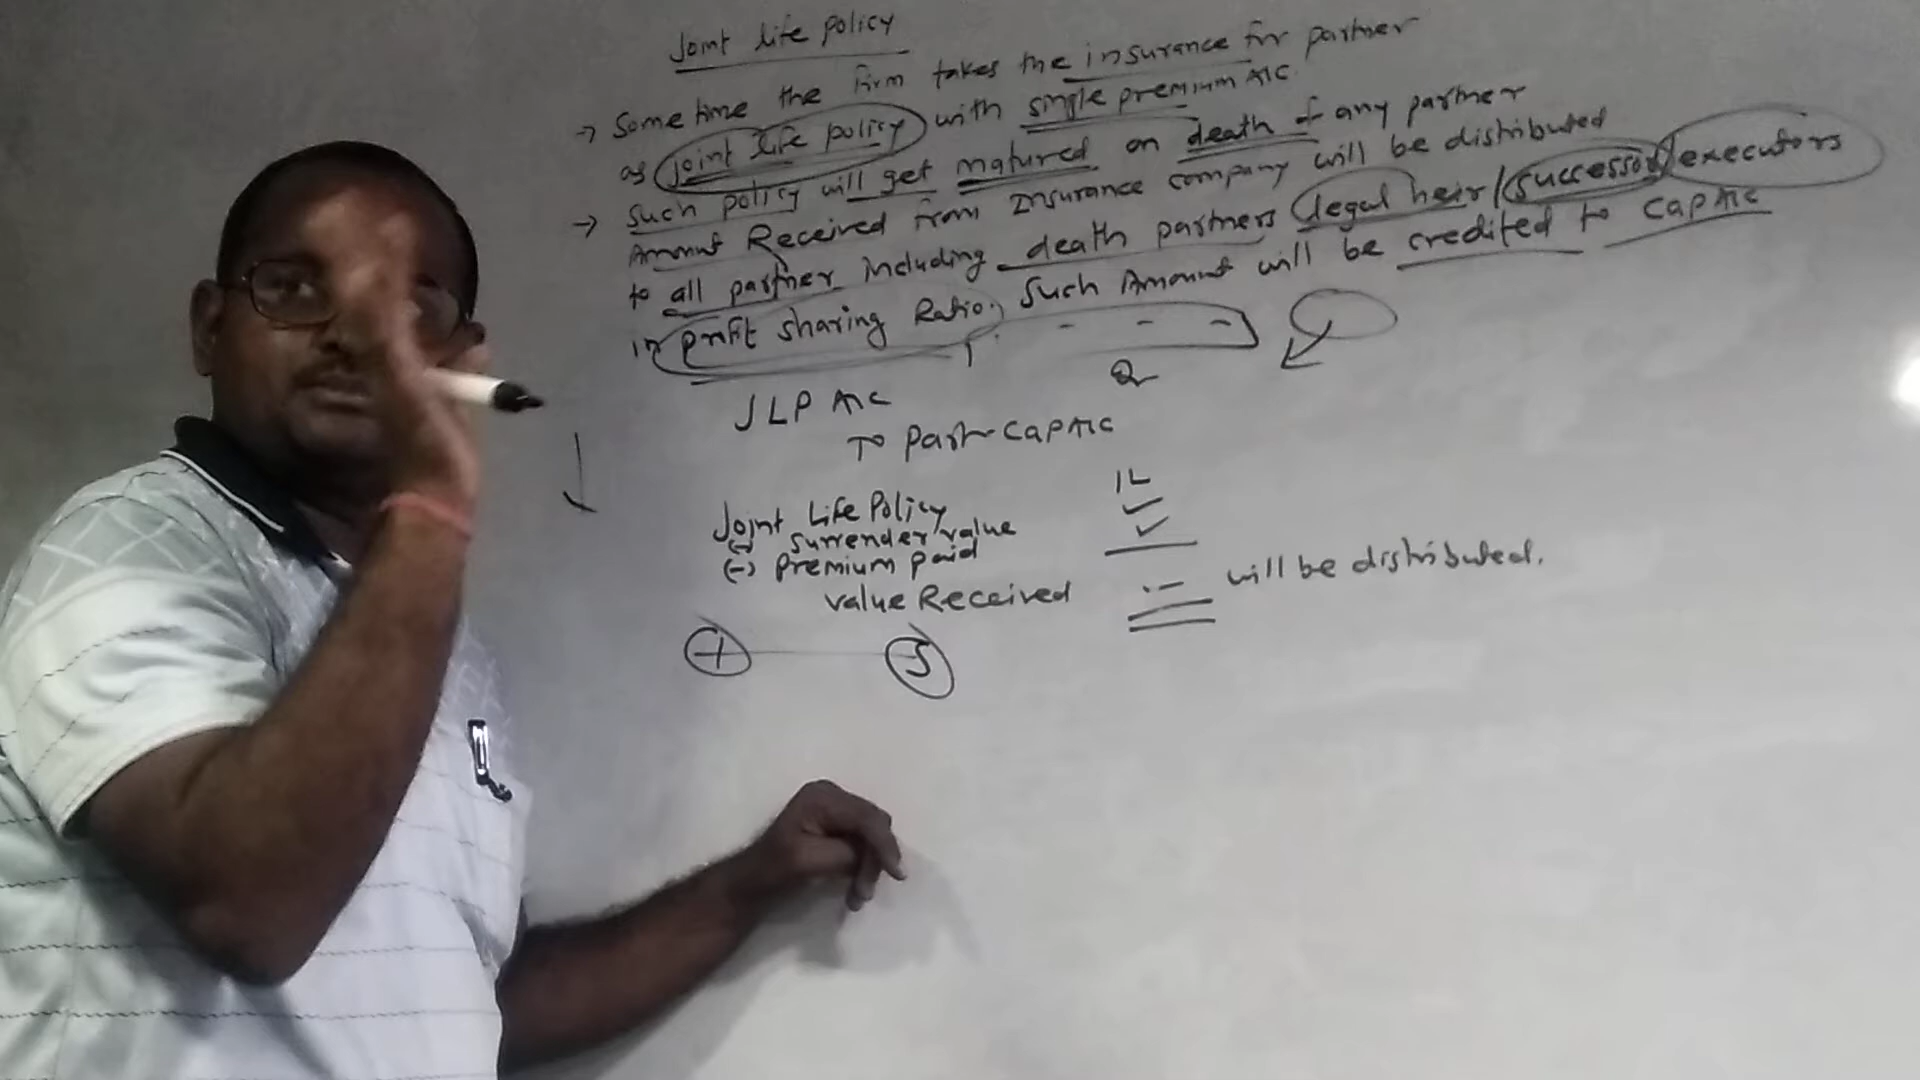 Joint life policy
→ Sometime the firm takes the insurance for partner
as joint life policy with single premium A/C.
→ Such policy will get matured on death of any partner
Amount Received from Insurance company will be distributed
to all partner including death partners legal heir/successor/executors
in profit sharing Ratio. Such Amount will be credited to cap A/C
JLP A/C
To Partr cap A/C
Joint Life Policy 1L
(-) surrender value ✓
(-) Premium paid ✓
value Received will be distributed.